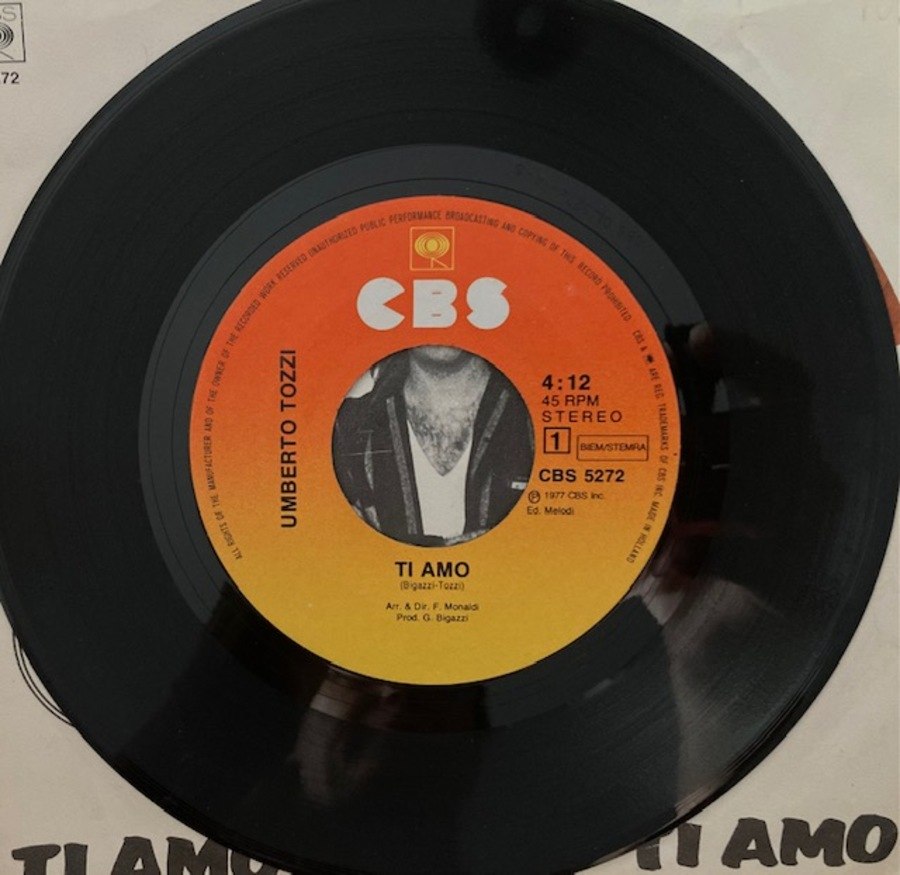 CBS
72
ALL RIGHTS OF THE MANUFACTURER AND OF THE OWNER OF THE RECORDED WORK RESERVED UNAUTHORIZED PUBLIC PERFORMANCE BROADCASTING AND COPYING OF THIS RECORD PROHIBITED. CBS & ARE REG. TRADEMARKS OF CBS INC. MADE IN HOLLAND
CBS
UMBERTO TOZZI
4:12
45 RPM
STEREO
1 BIEM/STEMRA
CBS 5272
℗ 1977 CBS Inc.
Ed. Melodi
TI AMO
(Bigazzi-Tozzi)
Arr. & Dir. F. Monaldi
Prod. G. Bigazzi
TI AMO TI AMO